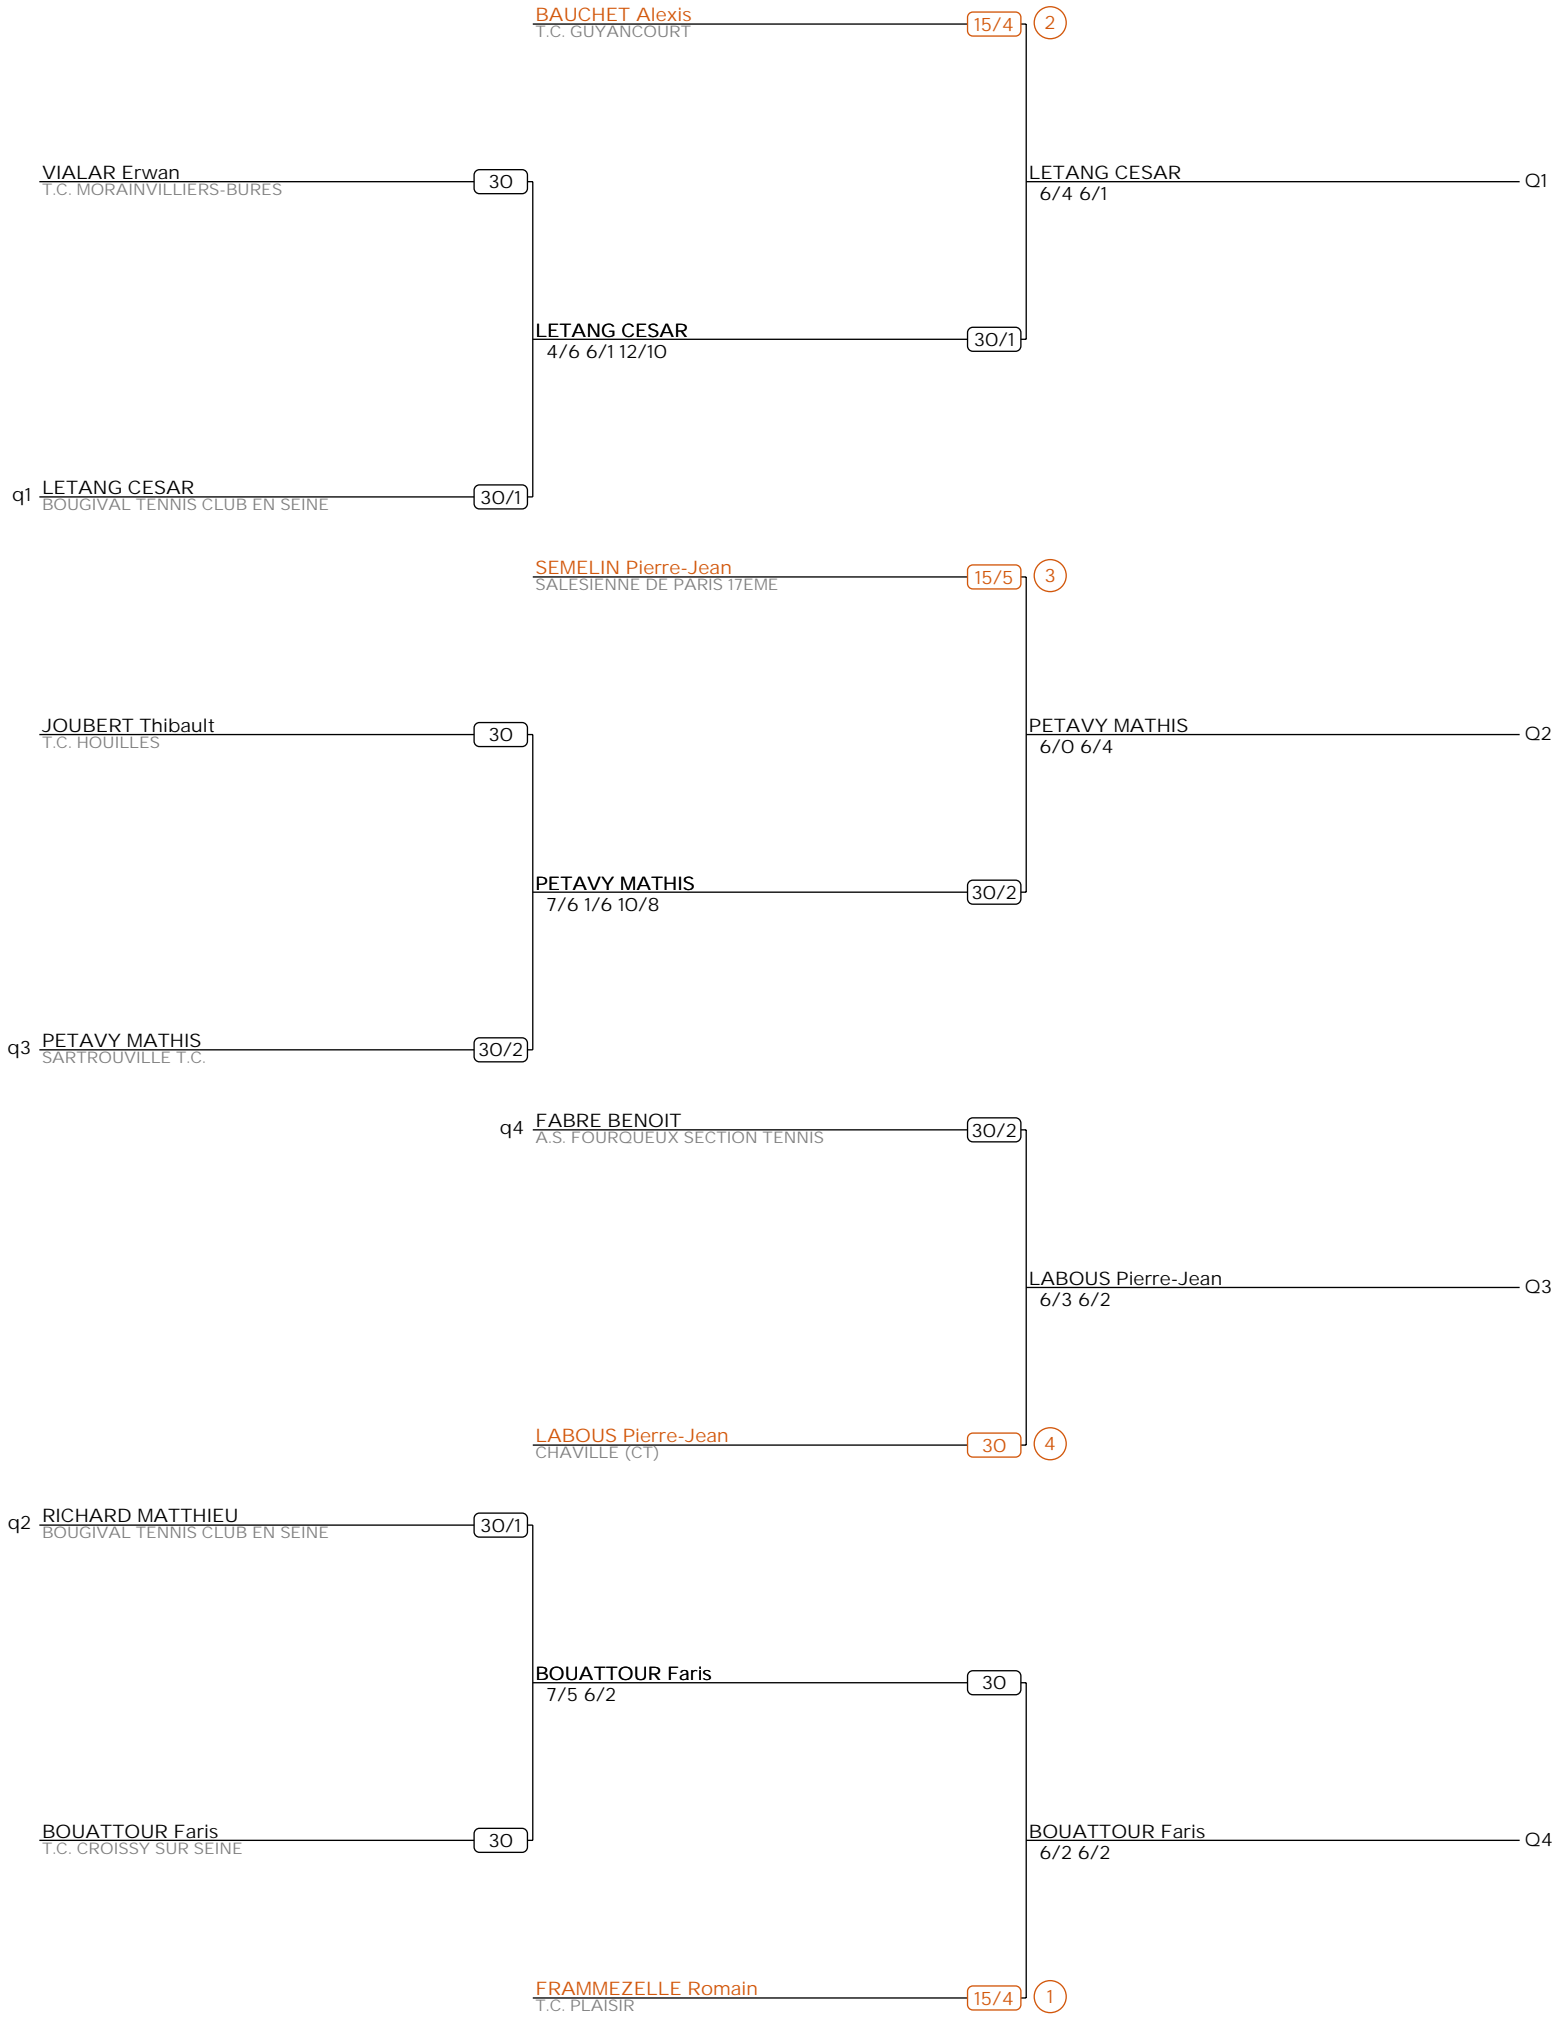 BAUCHET Alexis 15/4 2
T.C. GUYANCOURT
VIALAR Erwan 30
T.C. MORAINVILLIERS-BURES
LETANG CESAR Q1
6/4 6/1
LETANG CESAR 30/1
4/6 6/1 12/10
q1 LETANG CESAR 30/1
BOUGIVAL TENNIS CLUB EN SEINE
SEMELIN Pierre-Jean 15/5 3
SALESIENNE DE PARIS 17EME
JOUBERT Thibault 30
T.C. HOUILLES
PETAVY MATHIS Q2
6/0 6/4
PETAVY MATHIS 30/2
7/6 1/6 10/8
q3 PETAVY MATHIS 30/2
SARTROUVILLE T.C.
q4 FABRE BENOIT 30/2
A.S. FOURQUEUX SECTION TENNIS
LABOUS Pierre-Jean Q3
6/3 6/2
LABOUS Pierre-Jean 30 4
CHAVILLE (CT)
q2 RICHARD MATTHIEU 30/1
BOUGIVAL TENNIS CLUB EN SEINE
BOUATTOUR Faris 30
7/5 6/2
BOUATTOUR Faris 30
T.C. CROISSY SUR SEINE
BOUATTOUR Faris Q4
6/2 6/2
FRAMMEZELLE Romain 15/4 1
T.C. PLAISIR